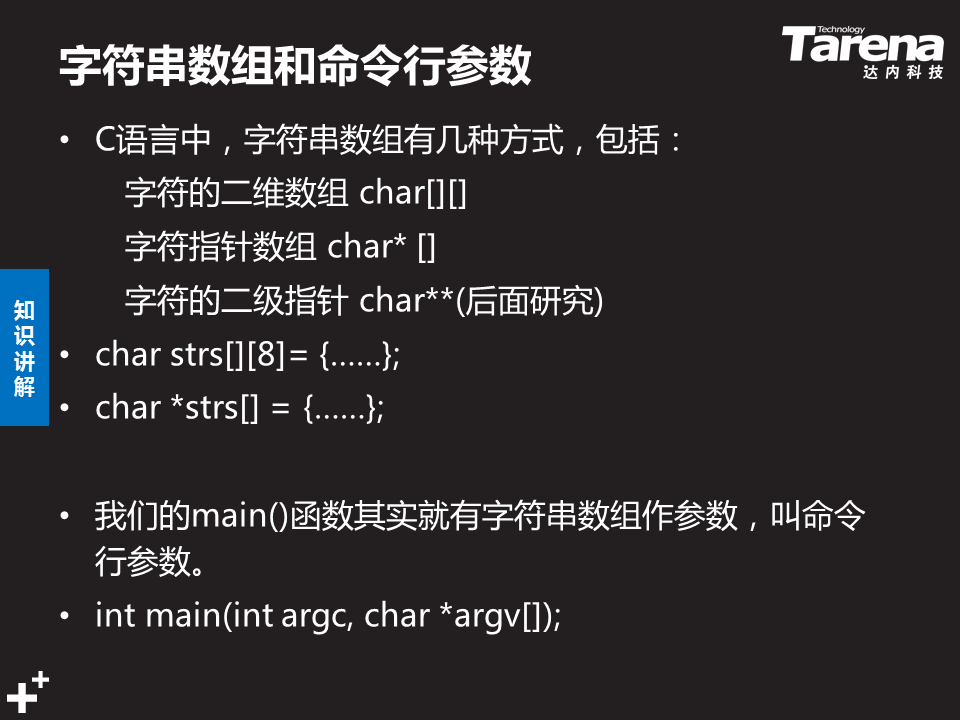 字符串数组和命令行参数
Technology
Tarena
达内科技
• C语言中，字符串数组有几种方式，包括：
字符的二维数组 char[][]
字符指针数组 char* []
字符的二级指针 char**(后面研究)
• char strs[][8]= {……};
• char *strs[] = {……};
• 我们的main()函数其实就有字符串数组作参数，叫命令
行参数。
• int main(int argc, char *argv[]);
知
识
讲
解